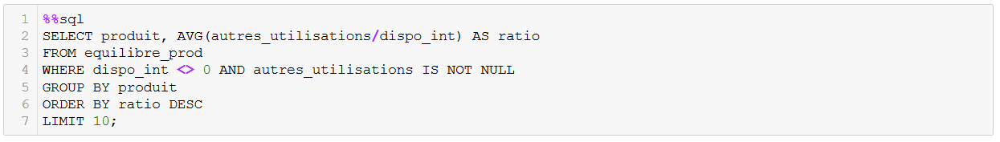 1 %%sql
2 SELECT produit, AVG(autres_utilisations/dispo_int) AS ratio
3 FROM equilibre_prod
4 WHERE dispo_int <> 0 AND autres_utilisations IS NOT NULL
5 GROUP BY produit
6 ORDER BY ratio DESC
7 LIMIT 10;